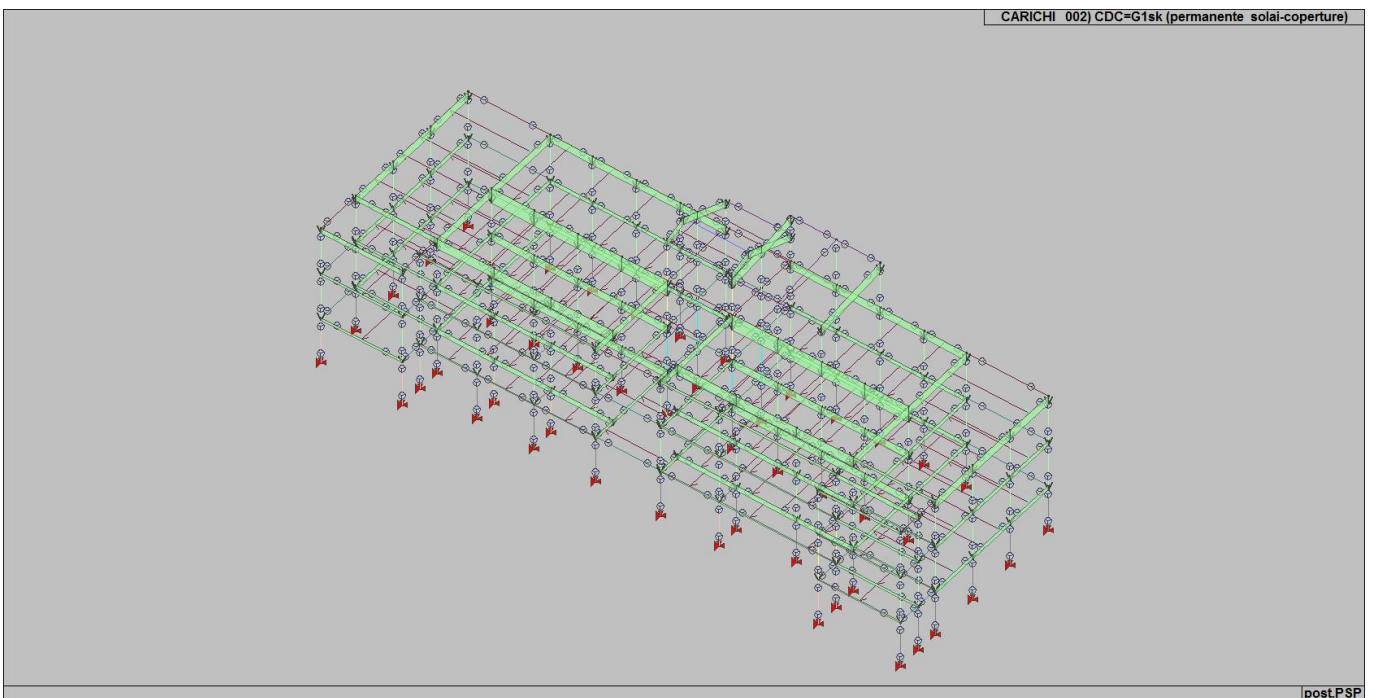 CARICHI 002) CDC=G1sk (permanente solai-coperture)
post.PSP